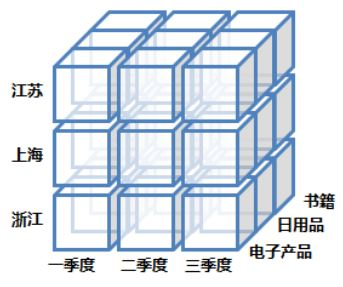 江苏
上海
浙江
书籍
日用品
电子产品
一季度 二季度 三季度